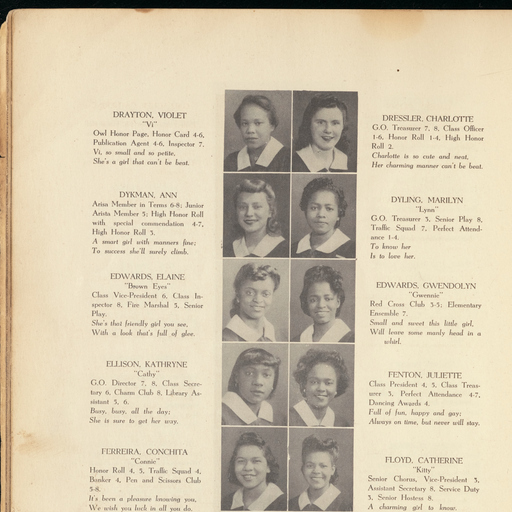 DRAYTON, VIOLET
"Vi"
Owl Honor Page, Honor Card 4-6,
Publication Agent 4-6, Inspector 7.
Vi, so small and so petite,
She's a girl that can't be beat.
DYKMAN, ANN
Arista Member in Terms 6-8; Junior
Arista Member 5; High Honor Roll
with special commendation 4-7,
High Honor Roll 3.
A smart girl with manners fine;
To success she'll surely climb.
EDWARDS, ELAINE
"Brown Eyes"
Class Vice-President 6, Class In-
spector 8, Fire Marshal 5, Senior
Play.
She's that friendly girl you see,
With a look that's full of glee.
ELLISON, KATHRYNE
"Cathy"
G.O. Director 7, 8, Class Secre-
tary 6, Charm Club 8, Library As-
sistant 5, 6.
Busy, busy, all the day;
She is sure to get her way.
FERREIRA, CONCHITA
"Connie"
Honor Roll 4, 5, Traffic Squad 4,
Banker 4, Pen and Scissors Club
5-8.
It's been a pleasure knowing you,
We wish you luck in all you do.
DRESSLER, CHARLOTTE
G.O. Treasurer 7, 8, Class Officer
1-6, Honor Roll 1-4, High Honor
Roll 2.
Charlotte is so cute and neat,
Her charming manner can't be beat.
DYLING, MARILYN
"Lynn"
G.O. Treasurer 5, Senior Play 8,
Traffic Squad 7, Perfect Attend-
ance 1-4.
To know her
Is to love her.
EDWARDS, GWENDOLYN
"Gwennie"
Red Cross Club 3-5; Elementary
Ensemble 7.
Small and sweet this little girl,
Will leave some manly head in a
whirl.
FENTON, JULIETTE
Class President 4, 5, Class Treas-
urer 3, Perfect Attendance 4-7,
Dancing Awards 4.
Full of fun, happy and gay;
Always on time, but never will stay.
FLOYD, CATHERINE
"Kitty"
Senior Chorus, Vice-President 5,
Assistant Secretary 8, Service Duty
3, Senior Hostess 8.
A charming girl to know,